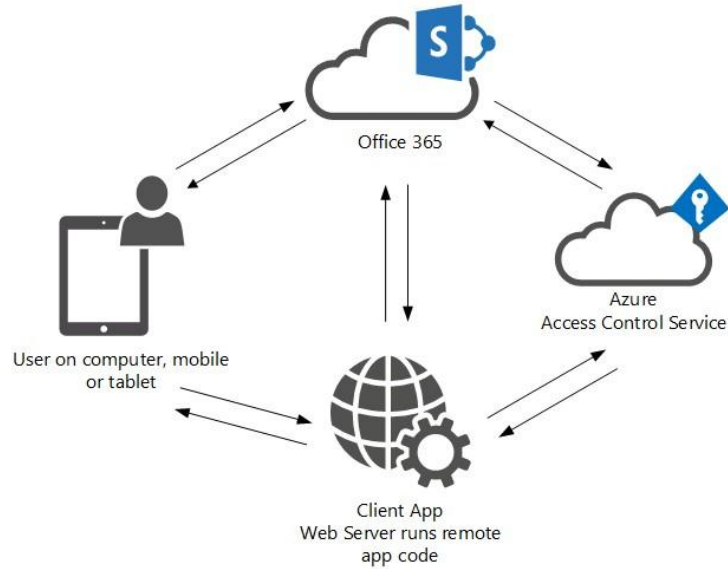 S
Office 365
Azure
Access Control Service
User on computer, mobile
or tablet
Client App
Web Server runs remote
app code